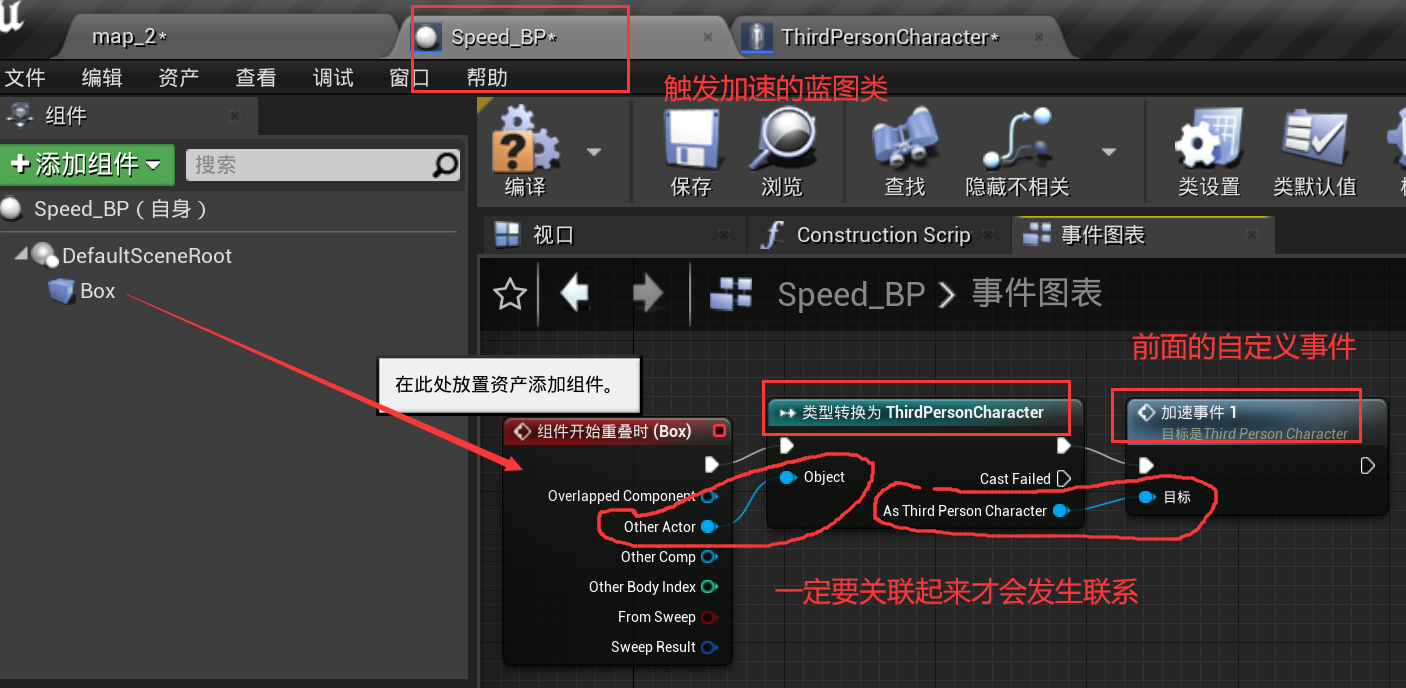 map_2*
Speed_BP*
ThirdPersonCharacter*
文件 编辑 资产 查看 调试 窗口 帮助
触发加速的蓝图类
组件
添加组件
搜索
编译
保存
浏览
查找
隐藏不相关
类设置
类默认值
Speed_BP（自身）
视口
Construction Scrip
事件图表
DefaultSceneRoot
Box
Speed_BP > 事件图表
前面的自定义事件
在此处放置资产添加组件。
类型转换为 ThirdPersonCharacter
加速事件 1
目标是Third Person Character
组件开始重叠时 (Box)
Object
Cast Failed
Overlapped Component
目标
As Third Person Character
Other Actor
Other Comp
Other Body Index
一定要关联起来才会发生联系
From Sweep
Sweep Result